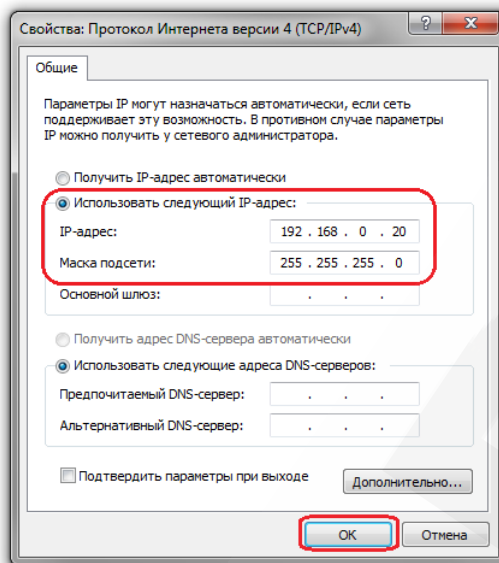 Свойства: Протокол Интернета версии 4 (TCP/IPv4)
Общие
Параметры IP могут назначаться автоматически, если сеть
поддерживает эту возможность. В противном случае параметры
IP можно получить у сетевого администратора.
Получить IP-адрес автоматически
Использовать следующий IP-адрес:
IP-адрес: 192 . 168 . 0 . 20
Маска подсети: 255 . 255 . 255 . 0
Основной шлюз: . . .
Получить адрес DNS-сервера автоматически
Использовать следующие адреса DNS-серверов:
Предпочитаемый DNS-сервер: . . .
Альтернативный DNS-сервер: . . .
Подтвердить параметры при выходе
Дополнительно...
ОК Отмена